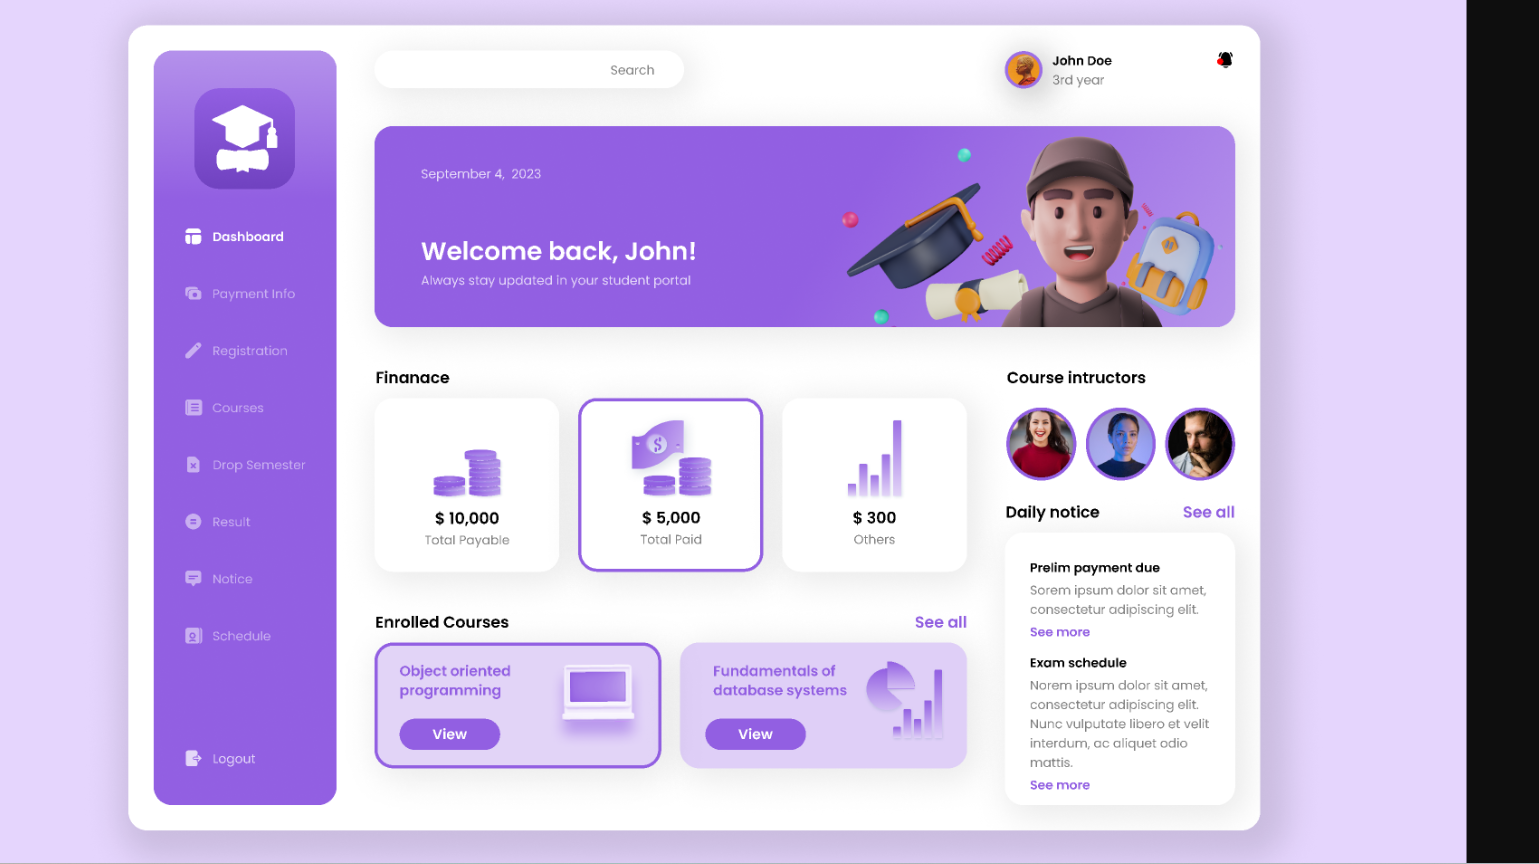 Search
John Doe
3rd year
Dashboard
Payment Info
Registration
Courses
Drop Semester
Result
Notice
Schedule
Logout
September 4, 2023
Welcome back, John!
Always stay updated in your student portal
Finanace
$ 10,000
Total Payable
$
$ 5,000
Total Paid
$ 300
Others
Enrolled Courses
See all
Object oriented
programming
View
Fundamentals of
database systems
View
Course intructors
Daily notice
See all
Prelim payment due
Sorem ipsum dolor sit amet,
consectetur adipiscing elit.
See more
Exam schedule
Norem ipsum dolor sit amet,
consectetur adipiscing elit.
Nunc vulputate libero et velit
interdum, ac aliquet odio
mattis.
See more